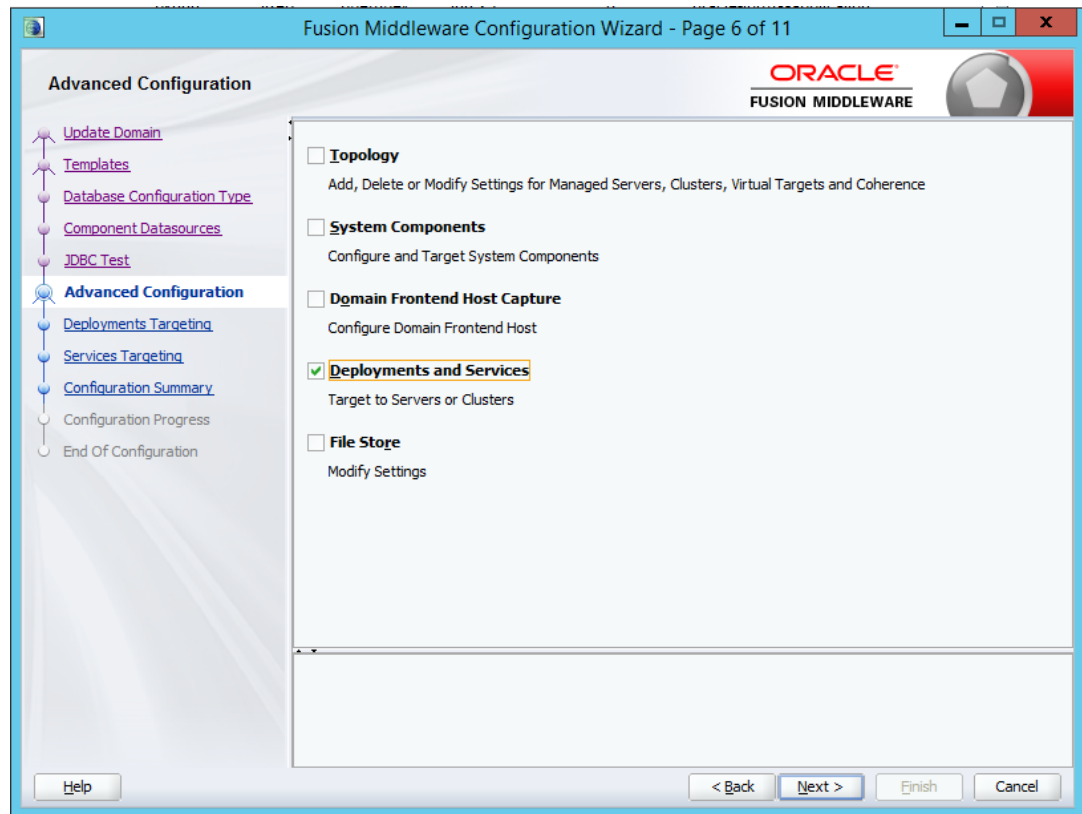 Fusion Middleware Configuration Wizard - Page 6 of 11
Advanced Configuration
ORACLE
FUSION MIDDLEWARE
Update Domain
Templates
Database Configuration Type
Component Datasources
JDBC Test
Advanced Configuration
Deployments Targeting
Services Targeting
Configuration Summary
Configuration Progress
End Of Configuration
Topology
Add, Delete or Modify Settings for Managed Servers, Clusters, Virtual Targets and Coherence
System Components
Configure and Target System Components
Domain Frontend Host Capture
Configure Domain Frontend Host
Deployments and Services
Target to Servers or Clusters
File Store
Modify Settings
Help
< Back
Next >
Finish
Cancel